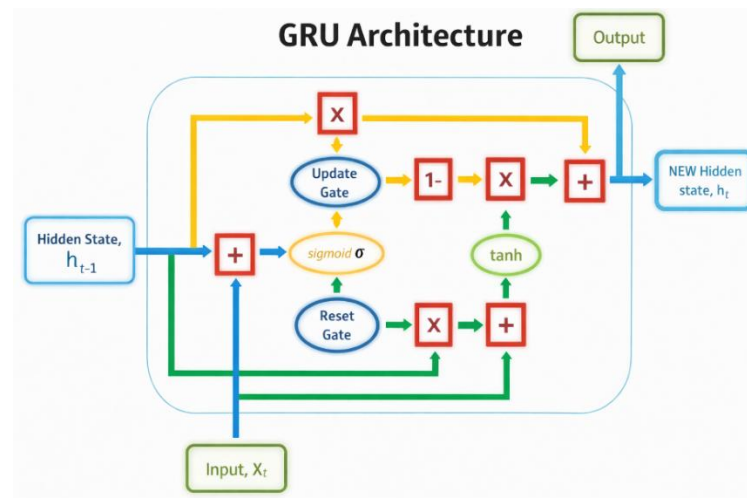 GRU Architecture
Output
X
Update
Gate
1-
X
+
NEW Hidden
state, hₜ
Hidden State,
hₜ₋₁
+
sigmoid σ
tanh
Reset
Gate
X
+
Input, Xₜ